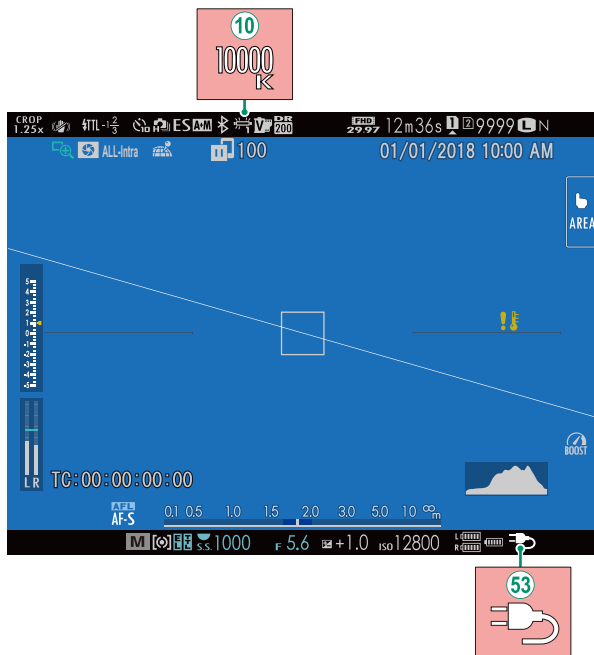 10
10000
K
CROP
1.25x
TTL-1 2/3
10
H
ES
A+M
V
DR
200
FHD
29.97
12m36s
1
2
9999
L
N
ALL-Intra
100
01/01/2018 10:00 AM
AREA
5
4
3
2
1
0
-1
-2
-3
-4
-5
!
BOOST
L R
TC:00:00:00:00
AFL
AF-S
0.1 0.5 1.0 1.5 2.0 3.0 5.0 10 ∞m
M
S.S. 1000
F 5.6
+1.0
ISO 12800
L
R
53